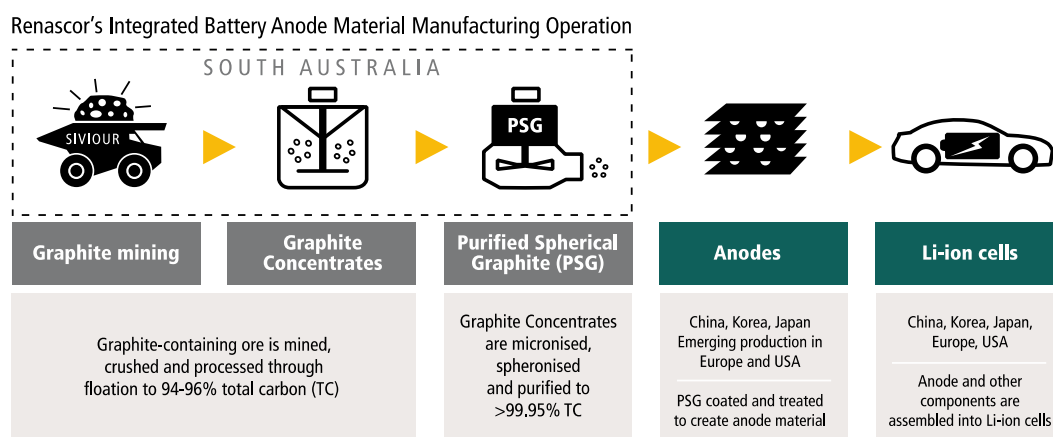 Renascor's Integrated Battery Anode Material Manufacturing Operation
SOUTH AUSTRALIA
SIVIOUR
PSG
Graphite mining
Graphite
Concentrates
Purified Spherical
Graphite (PSG)
Anodes
Li-ion cells
Graphite-containing ore is mined,
crushed and processed through
floation to 94-96% total carbon (TC)
Graphite Concentrates
are micronised,
spheronised
and purified to
>99.95% TC
China, Korea, Japan
Emerging production in
Europe and USA
PSG coated and treated
to create anode material
China, Korea, Japan,
Europe, USA
Anode and other
components are
assembled into Li-ion cells